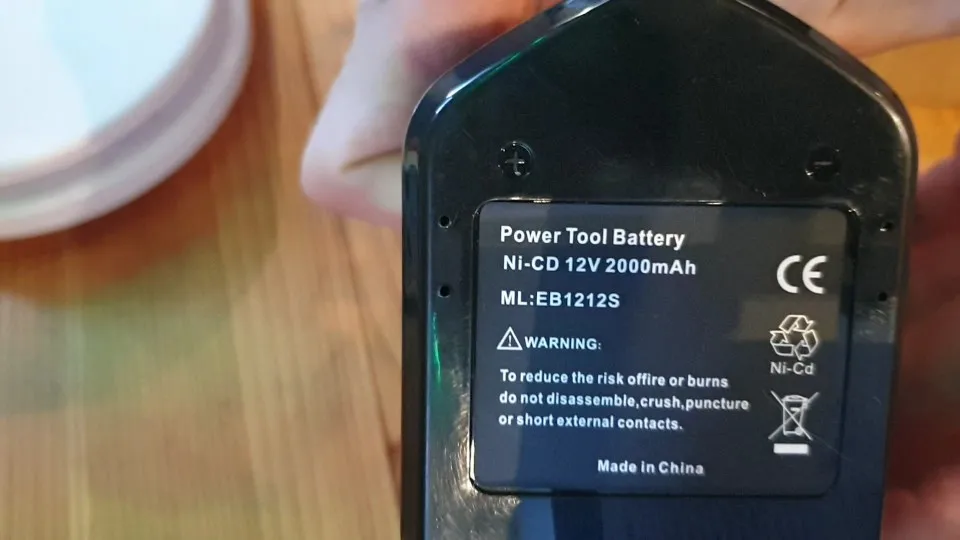 Power Tool Battery
Ni-CD 12V 2000mAh
CE
ML:EB1212S
WARNING:
Ni-Cd
To reduce the risk offire or burns
do not disassemble,crush,puncture
or short external contacts.
Made in China